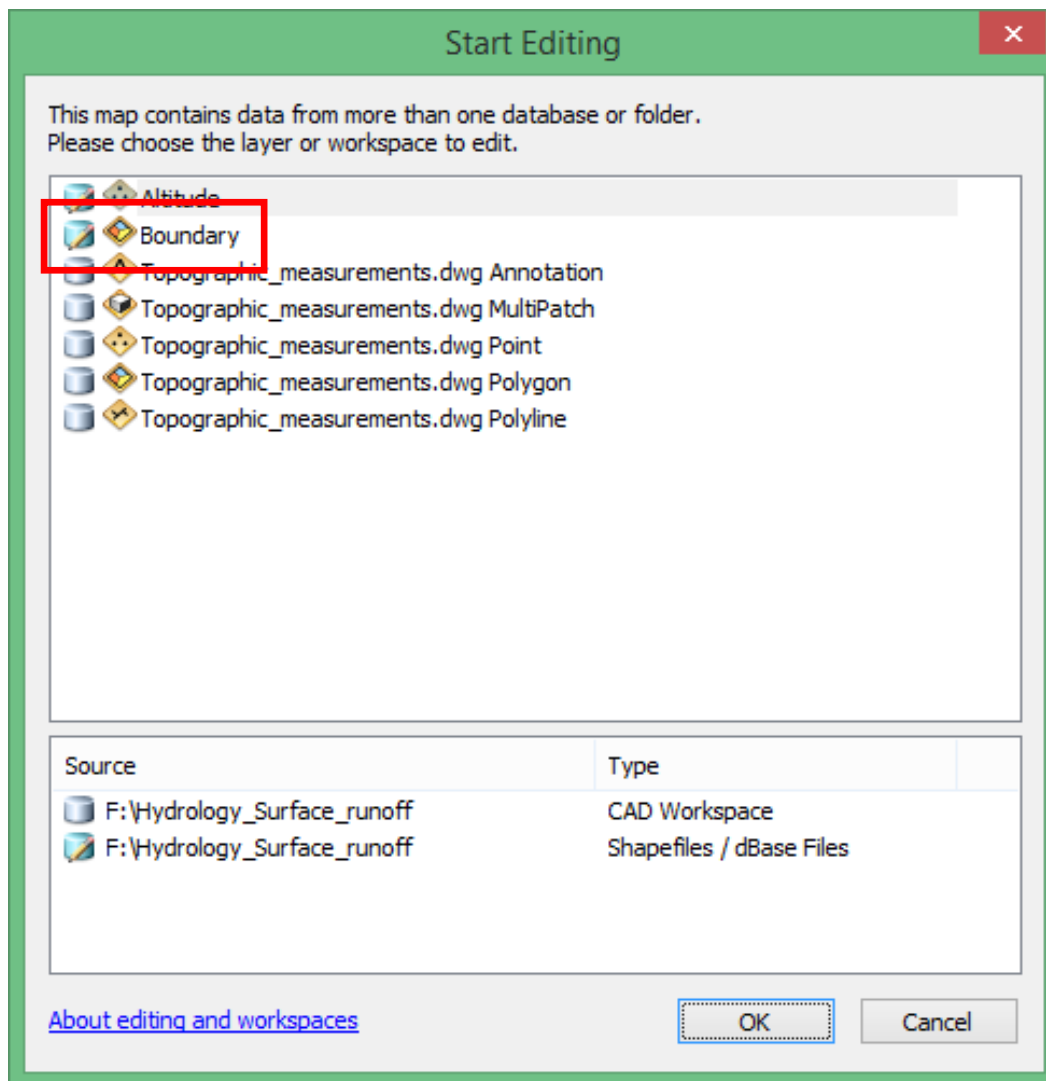 Start Editing
This map contains data from more than one database or folder.
Please choose the layer or workspace to edit.
Altitude
Boundary
Topographic_measurements.dwg Annotation
Topographic_measurements.dwg MultiPatch
Topographic_measurements.dwg Point
Topographic_measurements.dwg Polygon
Topographic_measurements.dwg Polyline
Source Type
F:\Hydrology_Surface_runoff CAD Workspace
F:\Hydrology_Surface_runoff Shapefiles / dBase Files
About editing and workspaces OK Cancel